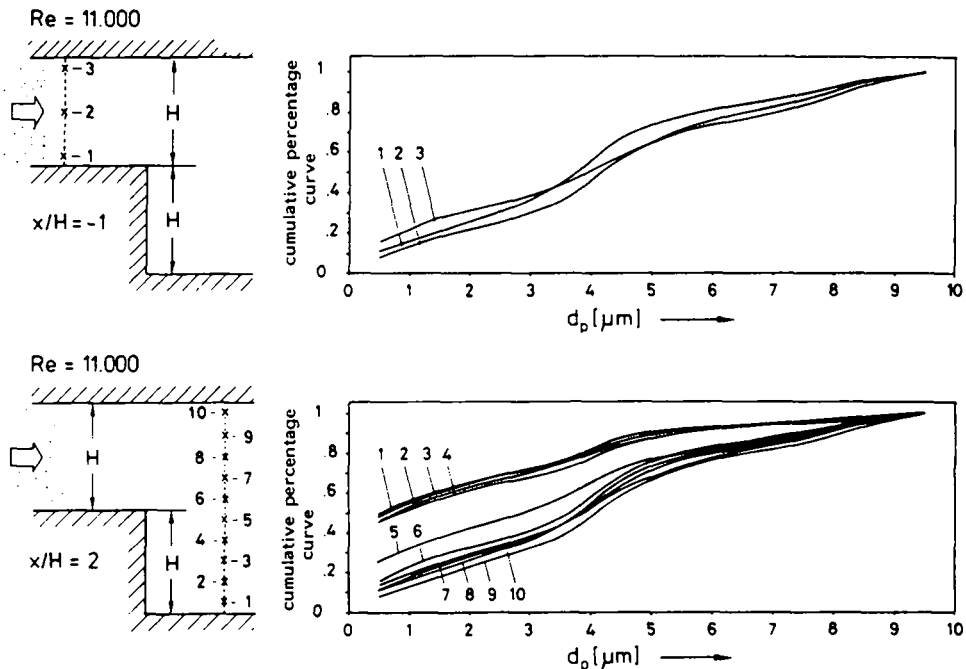 Re = 11.000
3
2
1
H
H
x/H = -1
cumulative percentage
curve
1
.8
.6
.4
.2
0
1 2 3
0 1 2 3 4 5 6 7 8 9 10
dp [μm]
Re = 11.000
10
9
8
7
6
5
4
3
2
1
H
H
x/H = 2
cumulative percentage
curve
1
.8
.6
.4
.2
0
1 2 3 4
5 6
7 8 9 10
0 1 2 3 4 5 6 7 8 9 10
dp [μm]